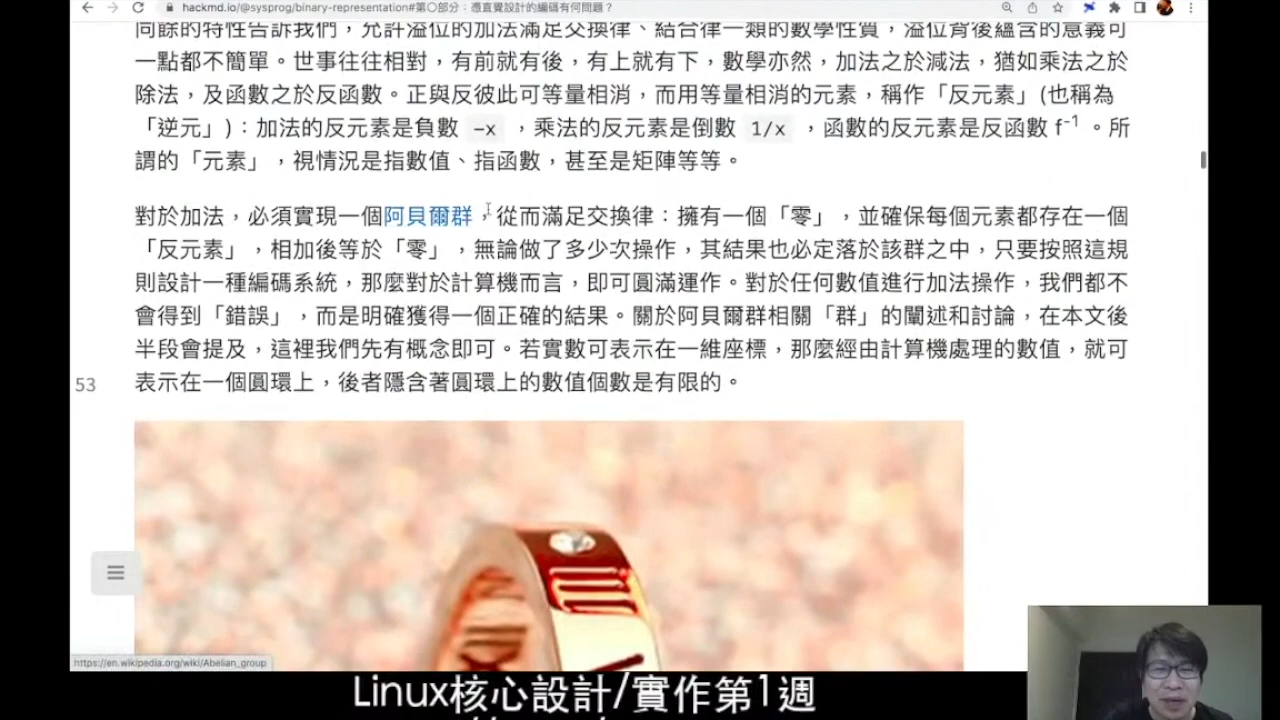 hackmd.io/@sysprog/binary-representation#第〇部分：憑直覺設計的編碼有何問題？
同餘的特性告訴我們，允許溢位的加法滿足交換律、結合律一類的數學性質，溢位背後蘊含的意義可
一點都不簡單。世事往往相對，有前就有後，有上就有下，數學亦然，加法之於減法，猶如乘法之於
除法，及函數之於反函數。正與反彼此可等量相消，而用等量相消的元素，稱作「反元素」(也稱為
「逆元」)：加法的反元素是負數 −x ，乘法的反元素是倒數 1/x ，函數的反元素是反函數 f⁻¹ 。所
謂的「元素」，視情況是指數值、指函數，甚至是矩陣等等。
對於加法，必須實現一個阿貝爾群，從而滿足交換律：擁有一個「零」，並確保每個元素都存在一個
「反元素」，相加後等於「零」，無論做了多少次操作，其結果也必定落於該群之中，只要按照這規
則設計一種編碼系統，那麼對於計算機而言，即可圓滿運作。對於任何數值進行加法操作，我們都不
會得到「錯誤」，而是明確獲得一個正確的結果。關於阿貝爾群相關「群」的闡述和討論，在本文後
半段會提及，這裡我們先有概念即可。若實數可表示在一維座標，那麼經由計算機處理的數值，就可
53 表示在一個圓環上，後者隱含著圓環上的數值個數是有限的。
https://en.wikipedia.org/wiki/Abelian_group
Linux核心設計/實作第1週